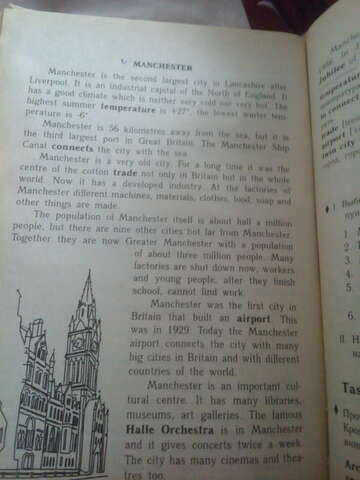 MANCHESTER
Manchester is the second largest city in Lancashire after
Liverpool. It is an industrial capital of the North of England. It
has a good climate which is neither very cold nor very hot. The
highest summer temperature is +27°, the lowest winter tem-
perature is -6°
Manchester is 56 kilometres away from the sea, but it is
the third largest port in Great Britain. The Manchester Ship
Canal connects the city with the sea.
Manchester is a very old city. For a long time it was the
centre of the cotton trade not only in Britain but in the whole
world. Now it has a developed industry. At the factories of
Manchester different machines, materials, clothes, food, soap and
other things are made.
The population of Manchester itself is about half a million
people, but there are nine other cities not far from Manchester.
Together they are now Greater Manchester with a population
of about three million people. Many
factories are shut down now, workers
and young people, after they finish
school, cannot find work.
Manchester was the first city in
Britain that built an airport. This
was in 1929. Today the Manchester
airport connects the city with many
big cities in Britain and with different
countries of the world.
Manchester is an important cul-
tural centre. It has many libraries,
museums, art galleries. The famous
Halle Orchestra is in Manchester
and it gives concerts twice a week.
The city has many cinemas and thea-
tres too.